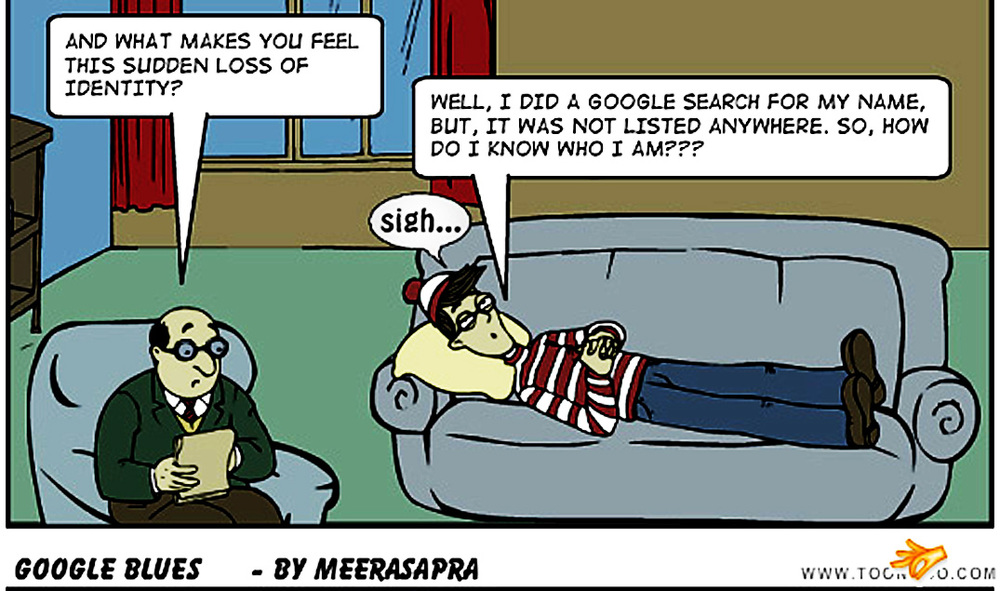 AND WHAT MAKES YOU FEEL
THIS SUDDEN LOSS OF
IDENTITY?
WELL, I DID A GOOGLE SEARCH FOR MY NAME,
BUT, IT WAS NOT LISTED ANYWHERE. SO, HOW
DO I KNOW WHO I AM???
sigh...
GOOGLE BLUES - BY MEERASAPRA